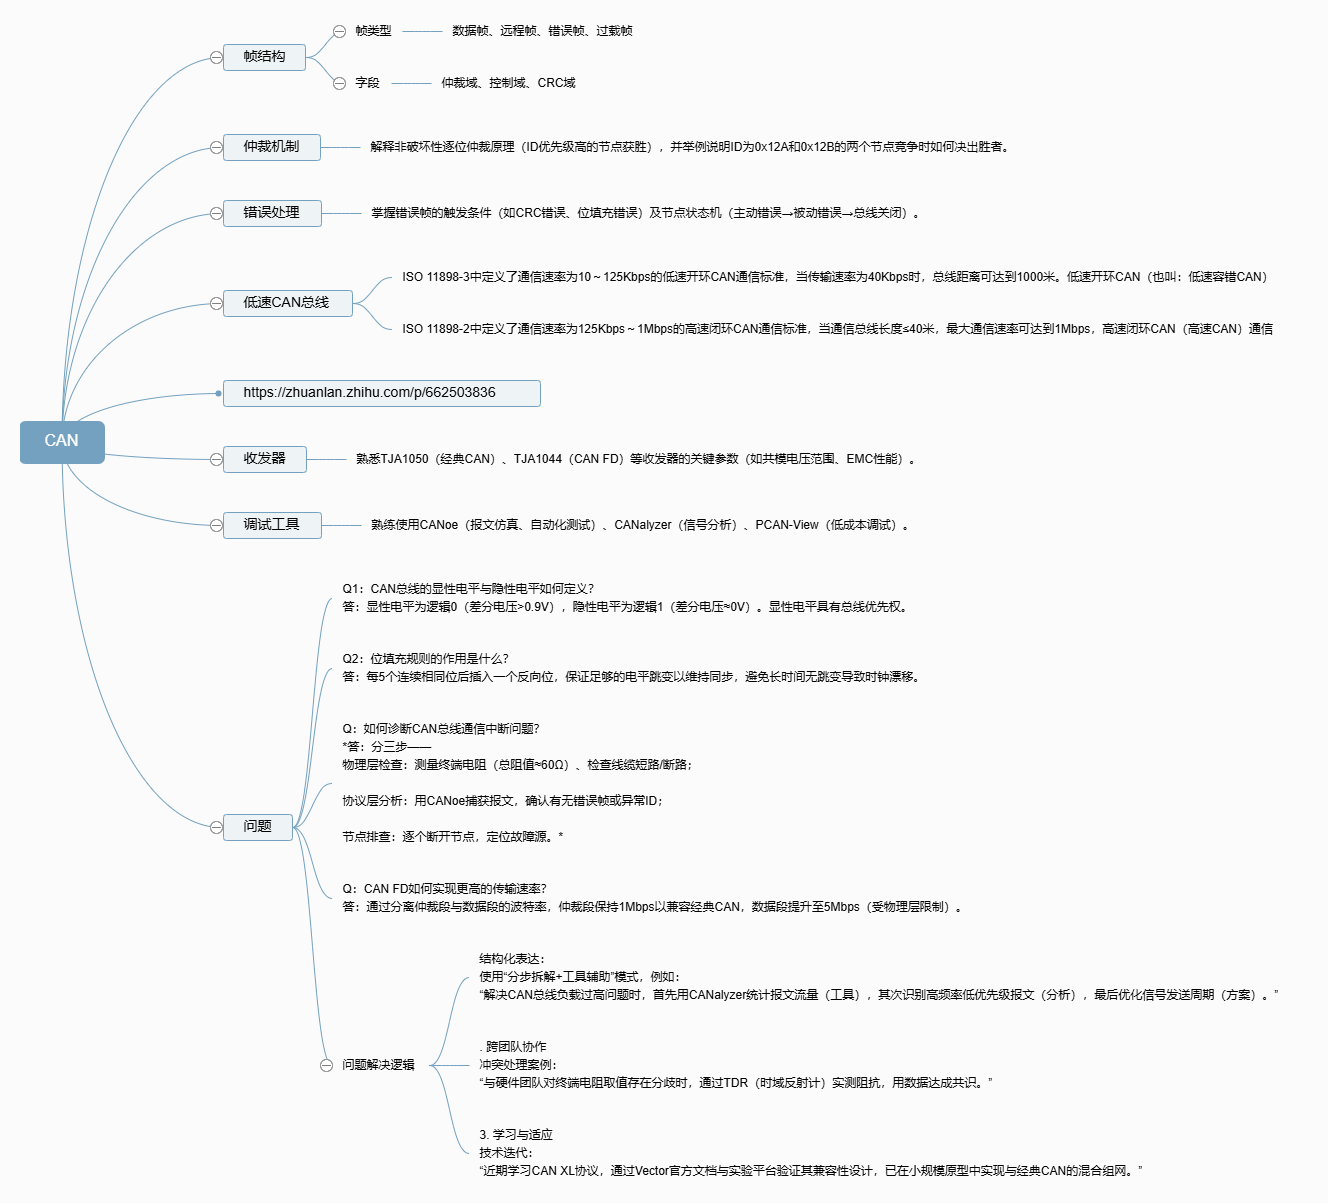 CAN
帧结构
帧类型
数据帧、远程帧、错误帧、过载帧
字段
仲裁域、控制域、CRC域
仲裁机制
解释非破坏性逐位仲裁原理（ID优先级高的节点获胜），并举例说明ID为0x12A和0x12B的两个节点竞争时如何决出胜者。
错误处理
掌握错误帧的触发条件（如CRC错误、位填充错误）及节点状态机（主动错误→被动错误→总线关闭）。
低速CAN总线
ISO 11898-3中定义了通信速率为10～125Kbps的低速开环CAN通信标准，当传输速率为40Kbps时，总线距离可达到1000米。低速开环CAN（也叫：低速容错CAN）
ISO 11898-2中定义了通信速率为125Kbps～1Mbps的高速闭环CAN通信标准，当通信总线长度≤40米，最大通信速率可达到1Mbps，高速闭环CAN（高速CAN）通信
https://zhuanlan.zhihu.com/p/662503836
收发器
熟悉TJA1050（经典CAN）、TJA1044（CAN FD）等收发器的关键参数（如共模电压范围、EMC性能）。
调试工具
熟练使用CANoe（报文仿真、自动化测试）、CANalyzer（信号分析）、PCAN-View（低成本调试）。
问题
Q1：CAN总线的显性电平与隐性电平如何定义？
答：显性电平为逻辑0（差分电压>0.9V），隐性电平为逻辑1（差分电压≈0V）。显性电平具有总线优先权。
Q2：位填充规则的作用是什么？
答：每5个连续相同位后插入一个反向位，保证足够的电平跳变以维持同步，避免长时间无跳变导致时钟漂移。
Q：如何诊断CAN总线通信中断问题？
*答：分三步——
物理层检查：测量终端电阻（总阻值≈60Ω）、检查线缆短路/断路；
协议层分析：用CANoe捕获报文，确认有无错误帧或异常ID；
节点排查：逐个断开节点，定位故障源。*
Q：CAN FD如何实现更高的传输速率？
答：通过分离仲裁段与数据段的波特率，仲裁段保持1Mbps以兼容经典CAN，数据段提升至5Mbps（受物理层限制）。
问题解决逻辑
结构化表达：
使用“分步拆解+工具辅助”模式，例如：
“解决CAN总线负载过高问题时，首先用CANalyzer统计报文流量（工具），其次识别高频率低优先级报文（分析），最后优化信号发送周期（方案）。”
. 跨团队协作
冲突处理案例：
“与硬件团队对终端电阻取值存在分歧时，通过TDR（时域反射计）实测阻抗，用数据达成共识。”
3. 学习与适应
技术迭代：
“近期学习CAN XL协议，通过Vector官方文档与实验平台验证其兼容性设计，已在小规模原型中实现与经典CAN的混合组网。”